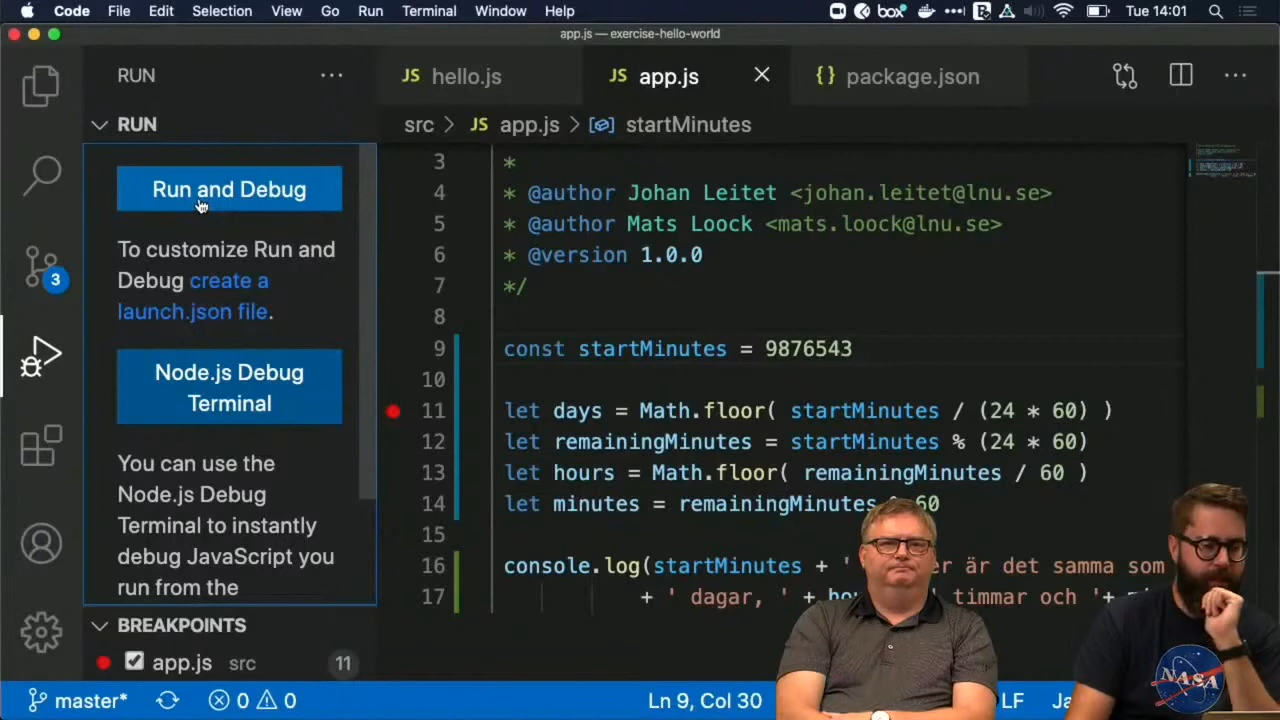 Code File Edit Selection View Go Run Terminal Window Help box Tue 14:01
app.js — exercise-hello-world
RUN
JS hello.js JS app.js {} package.json
RUN
src > JS app.js > startMinutes
Run and Debug
To customize Run and
Debug create a
launch.json file.
Node.js Debug
Terminal
You can use the
Node.js Debug
Terminal to instantly
debug JavaScript you
run from the
BREAKPOINTS
app.js src 11
3
3 *
4 * @author Johan Leitet <johan.leitet@lnu.se>
5 * @author Mats Loock <mats.loock@lnu.se>
6 * @version 1.0.0
7 */
8
9 const startMinutes = 9876543
10
11 let days = Math.floor( startMinutes / (24 * 60) )
12 let remainingMinutes = startMinutes % (24 * 60)
13 let hours = Math.floor( remainingMinutes / 60 )
14 let minutes = remainingMinutes % 60
15
16 console.log(startMinutes + ' är det samma som
17 + ' dagar, ' + timmar och '+
master* 0 0 Ln 9, Col 30 LF
NASA